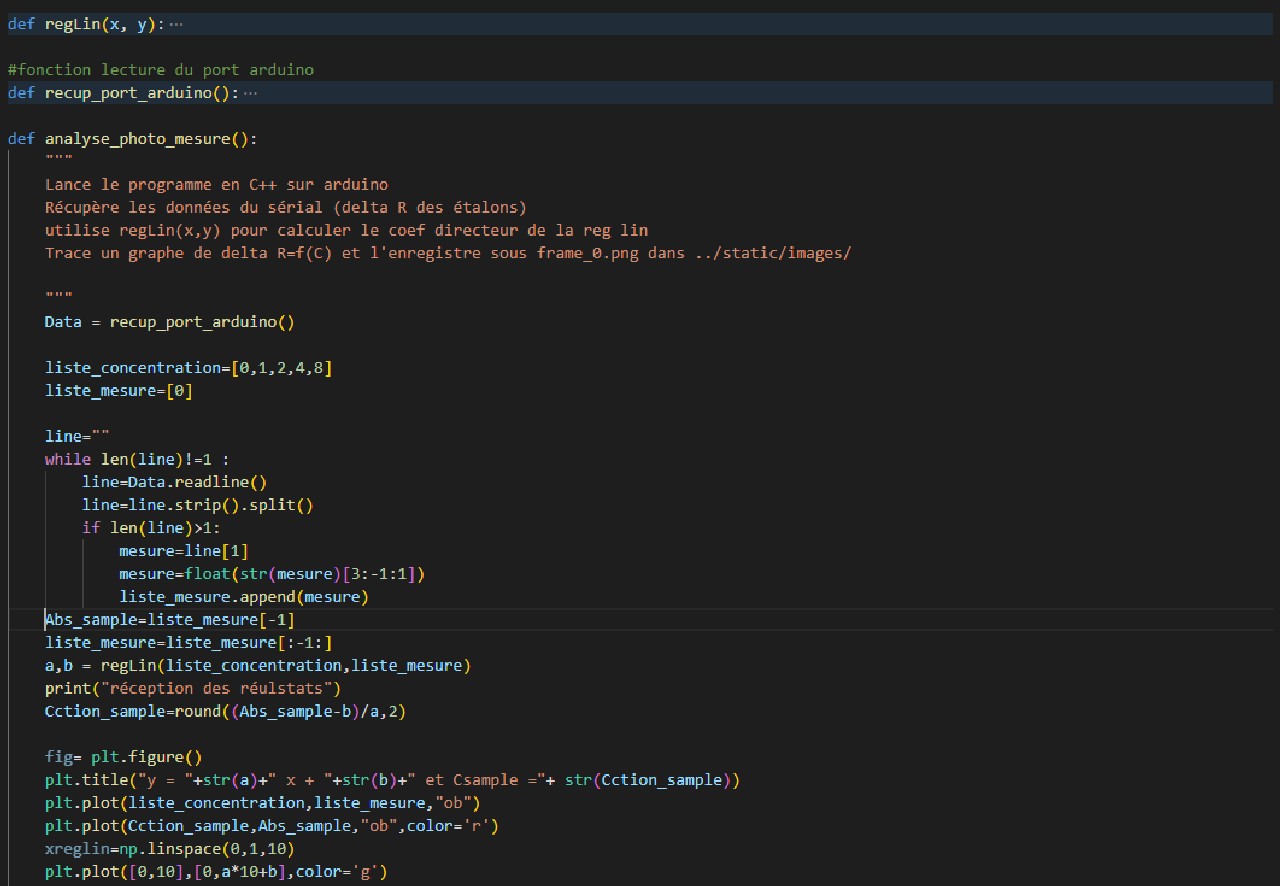 def regLin(x, y):···
#fonction lecture du port arduino
def recup_port_arduino():···
def analyse_photo_mesure():
    """
    Lance le programme en C++ sur arduino
    Récupère les données du sérial (delta R des étalons)
    utilise regLin(x,y) pour calculer le coef directeur de la reg lin
    Trace un graphe de delta R=f(C) et l'enregistre sous frame_0.png dans ../static/images/
    """
    Data = recup_port_arduino()
    liste_concentration=[0,1,2,4,8]
    liste_mesure=[0]
    line=""
    while len(line)!=1 :
        line=Data.readline()
        line=line.strip().split()
        if len(line)>1:
            mesure=line[1]
            mesure=float(str(mesure)[3:-1:1])
            liste_mesure.append(mesure)
    Abs_sample=liste_mesure[-1]
    liste_mesure=liste_mesure[:-1:]
    a,b = regLin(liste_concentration,liste_mesure)
    print("réception des réulstats")
    Cction_sample=round((Abs_sample-b)/a,2)
    fig= plt.figure()
    plt.title("y = "+str(a)+" x + "+str(b)+" et Csample ="+ str(Cction_sample))
    plt.plot(liste_concentration,liste_mesure,"ob")
    plt.plot(Cction_sample,Abs_sample,"ob",color='r')
    xreglin=np.linspace(0,1,10)
    plt.plot([0,10],[0,a*10+b],color='g')